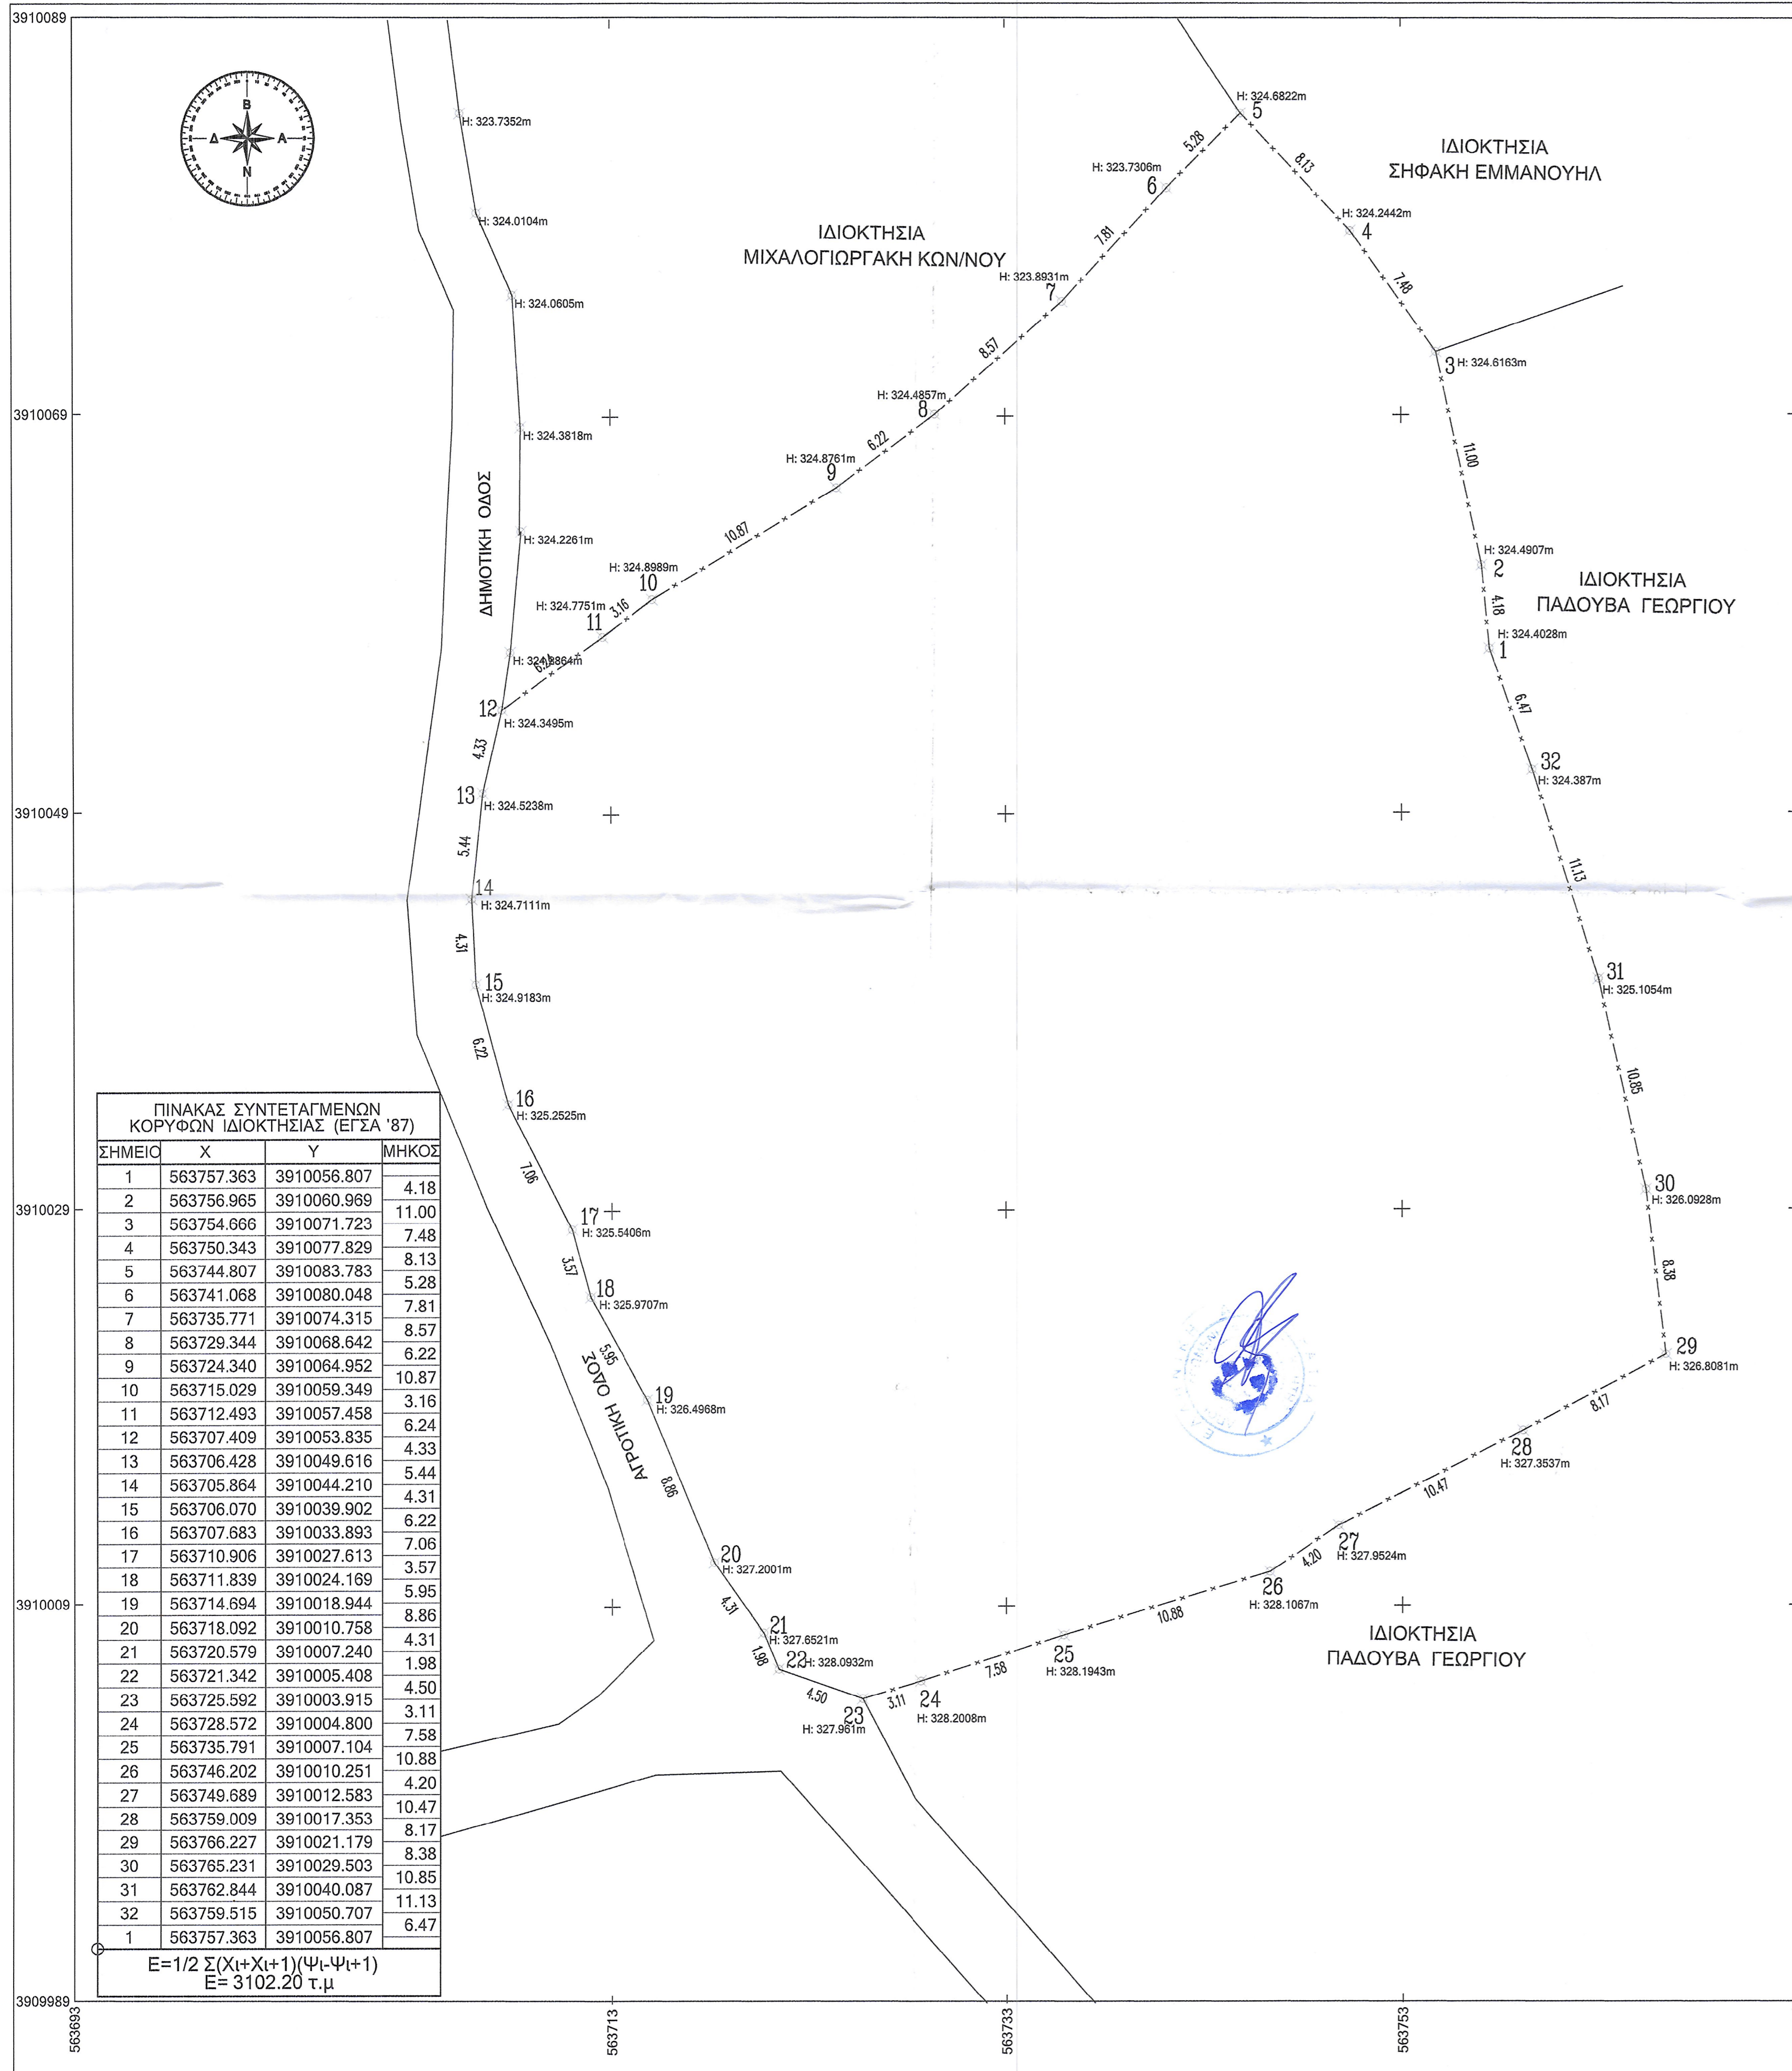 3910089
Β
Δ
Α
Ν
H: 323.7352m
H: 324.0104m
H: 324.0605m
H: 324.3818m
H: 324.2261m
ΔΗΜΟΤΙΚΗ ΟΔΟΣ
ΙΔΙΟΚΤΗΣΙΑ
ΜΙΧΑΛΟΓΙΩΡΓΑΚΗ ΚΩΝ/ΝΟΥ
H: 324.6822m
5
5.28
8.13
ΙΔΙΟΚΤΗΣΙΑ
ΣΗΦΑΚΗ ΕΜΜΑΝΟΥΗΛ
H: 323.7306m
6
7.81
H: 324.2442m
4
7.48
H: 323.8931m
7
8.57
3
H: 324.6163m
11.00
3910069
H: 324.4857m
8
6.22
H: 324.8761m
9
10.87
H: 324.4907m
2
4.18
ΙΔΙΟΚΤΗΣΙΑ
ΠΑΔΟΥΒΑ ΓΕΩΡΓΙΟΥ
H: 324.8989m
10
3.16
H: 324.7751m
11
6.24
H: 324.4028m
1
6.47
12
H: 324.3495m
4.33
32
H: 324.387m
11.13
3910049
13
H: 324.5238m
5.44
14
H: 324.7111m
4.31
15
H: 324.9183m
6.22
31
H: 325.1054m
10.85
16
H: 325.2525m
7.06
30
H: 326.0928m
8.38
3910029
17
H: 325.5406m
3.57
18
H: 325.9707m
5.95
ΑΓΡΟΤΙΚΗ ΟΔΟΣ
19
H: 326.4968m
8.86
29
H: 326.8081m
8.17
28
H: 327.3537m
10.47
27
H: 327.9524m
4.20
26
H: 328.1067m
10.88
20
H: 327.2001m
4.31
3910009
21
H: 327.6521m
1.98
22
H: 328.0932m
4.50
25
H: 328.1943m
7.58
24
H: 328.2008m
3.11
23
H: 327.961m
ΙΔΙΟΚΤΗΣΙΑ
ΠΑΔΟΥΒΑ ΓΕΩΡΓΙΟΥ
ΠΙΝΑΚΑΣ ΣΥΝΤΕΤΑΓΜΕΝΩΝ
ΚΟΡΥΦΩΝ ΙΔΙΟΚΤΗΣΙΑΣ (ΕΓΣΑ '87)
ΣΗΜΕΙΟ X Y ΜΗΚΟΣ
1 563757.363 3910056.807
4.18
2 563756.965 3910060.969
11.00
3 563754.666 3910071.723
7.48
4 563750.343 3910077.829
8.13
5 563744.807 3910083.783
5.28
6 563741.068 3910080.048
7.81
7 563735.771 3910074.315
8.57
8 563729.344 3910068.642
6.22
9 563724.340 3910064.952
10.87
10 563715.029 3910059.349
3.16
11 563712.493 3910057.458
6.24
12 563707.409 3910053.835
4.33
13 563706.428 3910049.616
5.44
14 563705.864 3910044.210
4.31
15 563706.070 3910039.902
6.22
16 563707.683 3910033.893
7.06
17 563710.906 3910027.613
3.57
18 563711.839 3910024.169
5.95
19 563714.694 3910018.944
8.86
20 563718.092 3910010.758
4.31
21 563720.579 3910007.240
1.98
22 563721.342 3910005.408
4.50
23 563725.592 3910003.915
3.11
24 563728.572 3910004.800
7.58
25 563735.791 3910007.104
10.88
26 563746.202 3910010.251
4.20
27 563749.689 3910012.583
10.47
28 563759.009 3910017.353
8.17
29 563766.227 3910021.179
8.38
30 563765.231 3910029.503
10.85
31 563762.844 3910040.087
11.13
32 563759.515 3910050.707
6.47
1 563757.363 3910056.807
E=1/2 Σ(Χι+Χι+1)(Ψι-Ψι+1)
E= 3102.20 τ.μ
3909989
563693
563713
563733
563753